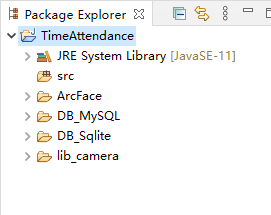 Package Explorer
TimeAttendance
JRE System Library [JavaSE-11]
src
ArcFace
DB_MySQL
DB_Sqlite
lib_camera